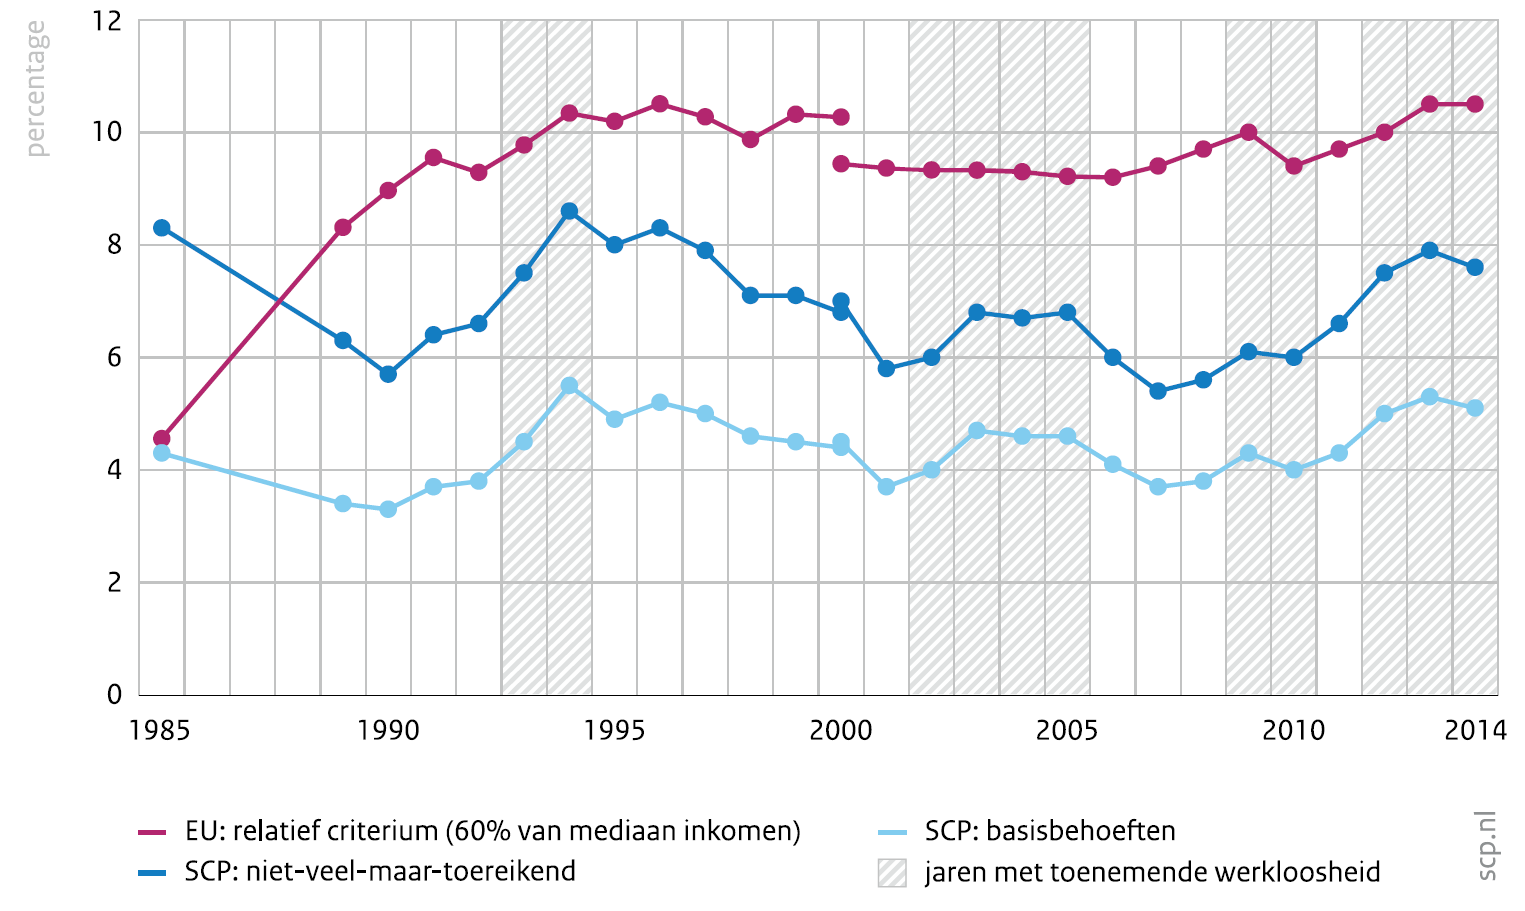 percentage
12
10
8
6
4
2
0
1985 1990 1995 2000 2005 2010 2014
EU: relatief criterium (60% van mediaan inkomen)
SCP: niet-veel-maar-toereikend
SCP: basisbehoeften
jaren met toenemende werkloosheid
scp.nl